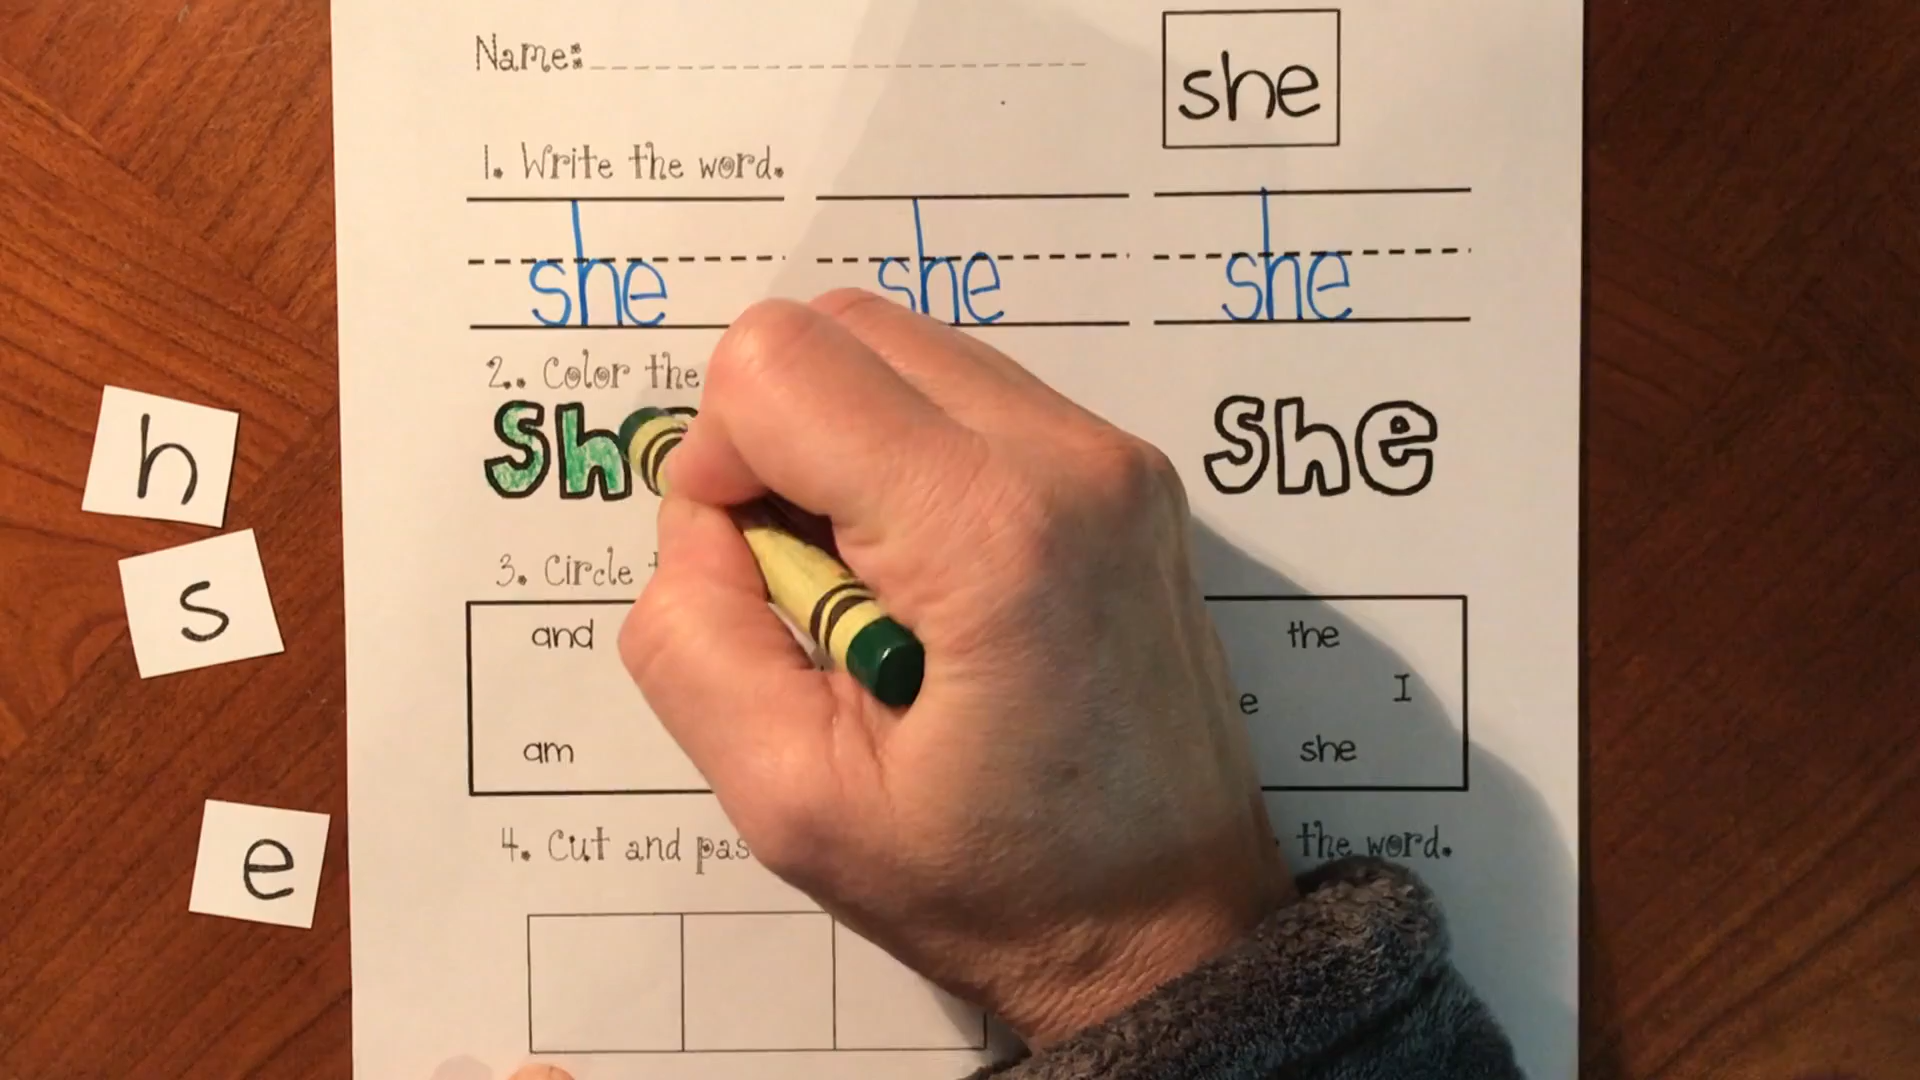 Name:
she
1. Write the word.
she she she
2.. Color the
she she
3. Circle
and the
I
am she
4. Cut and pas the word.
h
s
e